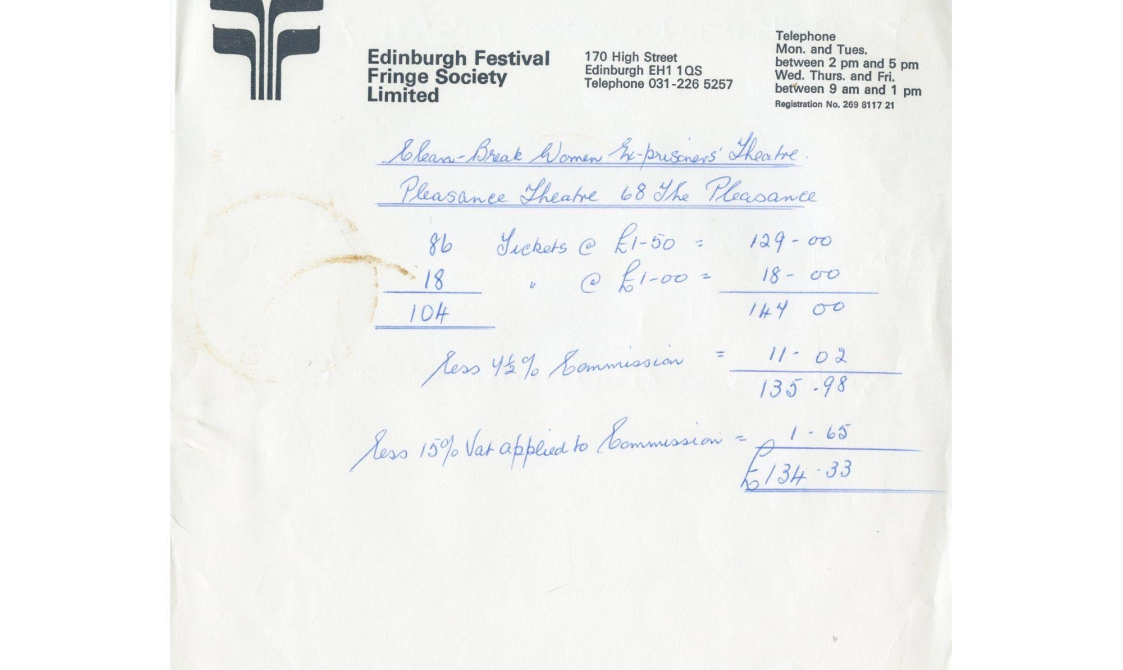 Edinburgh Festival
Fringe Society
Limited
170 High Street
Edinburgh EH1 1QS
Telephone 031-226 5257
Telephone
Mon. and Tues.
between 2 pm and 5 pm
Wed. Thurs. and Fri.
between 9 am and 1 pm
Registration No. 269 8117 21
Clean-Break Women Ex-prisoners' Theatre.
Pleasance Theatre 68 The Pleasance
86 Tickets @ £1-50 = 129-00
18 " @ £1-00 = 18-00
104 147 00
Less 7½% Commission = 11-02
135.98
Less 15% Vat applied to Commission = 1-65
£134.33